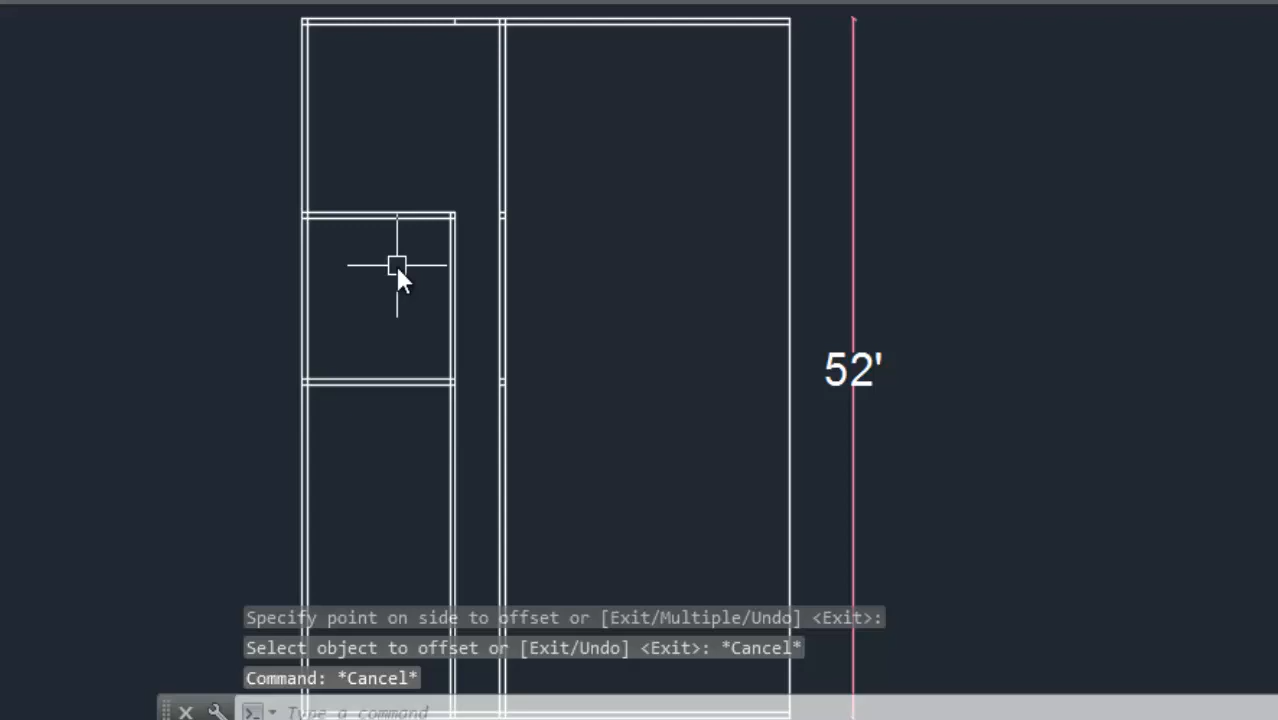 52'
Specify point on side to offset or [Exit/Multiple/Undo] <Exit>:
Select object to offset or [Exit/Undo] <Exit>: *Cancel*
Command: *Cancel*
Type a command